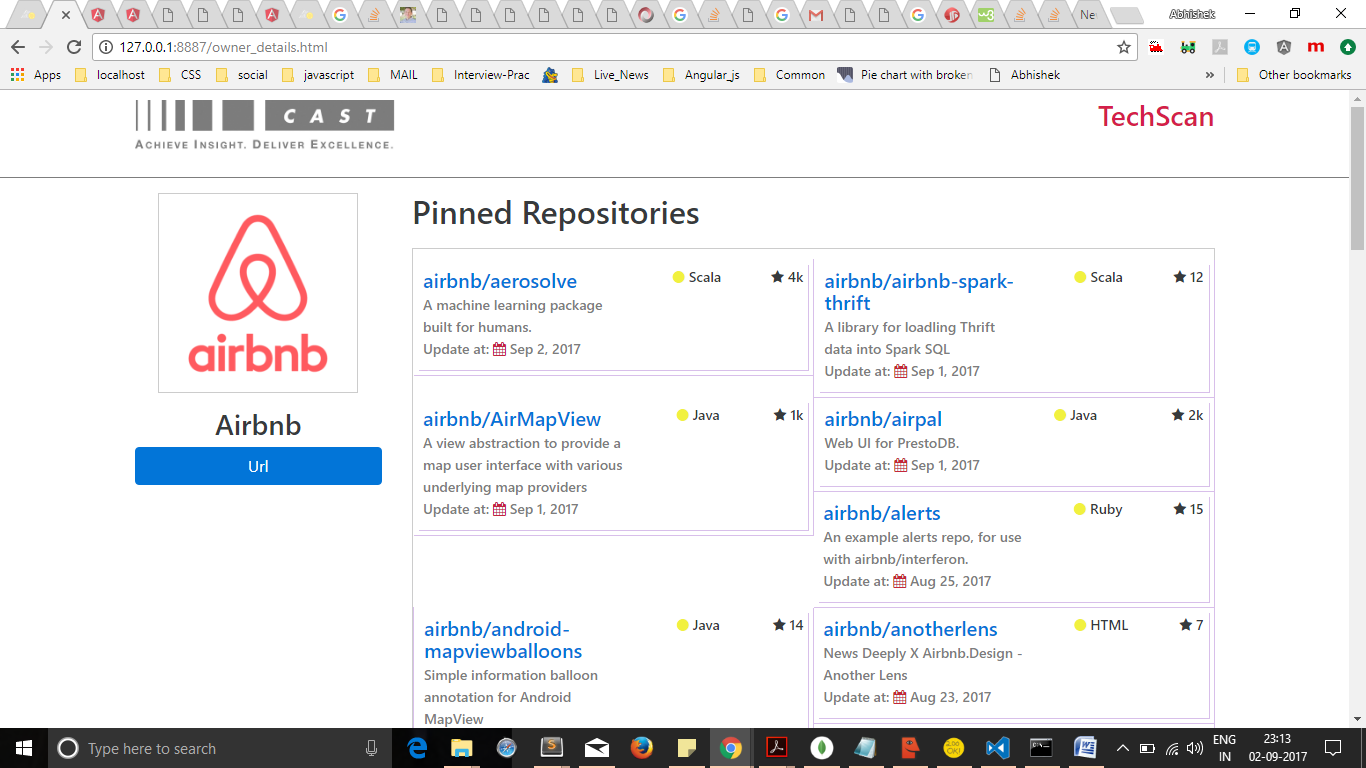 Ne
Abhishek
127.0.0.1:8887/owner_details.html
Apps localhost CSS social javascript MAIL Interview-Prac Live_News Angular_js Common Pie chart with broken Abhishek » Other bookmarks
CAST
ACHIEVE INSIGHT. DELIVER EXCELLENCE.
TechScan
airbnb
Airbnb
Url
Pinned Repositories
airbnb/aerosolve Scala 4k
A machine learning package
built for humans.
Update at: Sep 2, 2017
airbnb/airbnb-spark- Scala 12
thrift
A library for loadling Thrift
data into Spark SQL
Update at: Sep 1, 2017
airbnb/AirMapView Java 1k
A view abstraction to provide a
map user interface with various
underlying map providers
Update at: Sep 1, 2017
airbnb/airpal Java 2k
Web UI for PrestoDB.
Update at: Sep 1, 2017
airbnb/alerts Ruby 15
An example alerts repo, for use
with airbnb/interferon.
Update at: Aug 25, 2017
airbnb/android- Java 14
mapviewballoons
Simple information balloon
annotation for Android
MapView
airbnb/anotherlens HTML 7
News Deeply X Airbnb.Design -
Another Lens
Update at: Aug 23, 2017
Type here to search
ENG
IN
23:13
02-09-2017